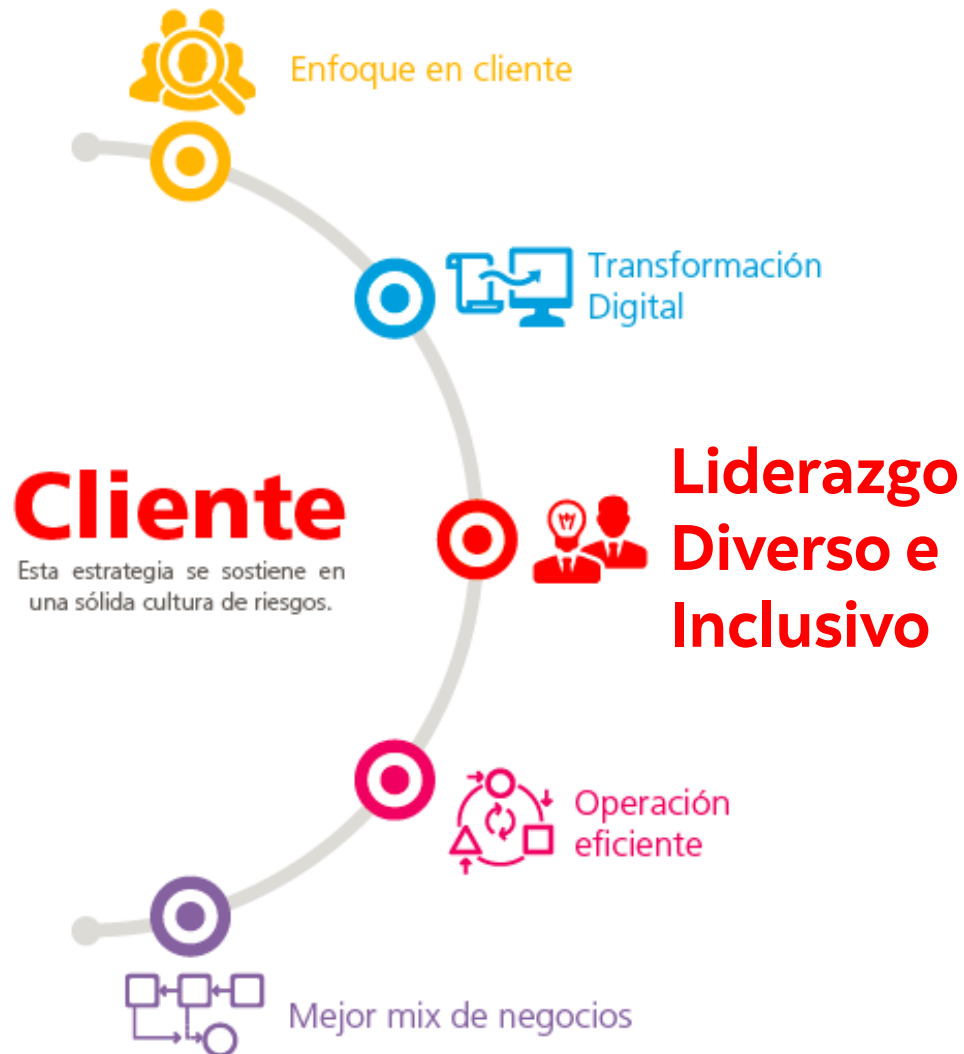 Enfoque en cliente
Transformación
Digital
Cliente
Esta estrategia se sostiene en
una sólida cultura de riesgos.
Liderazgo
Diverso e
Inclusivo
Operación
eficiente
Mejor mix de negocios